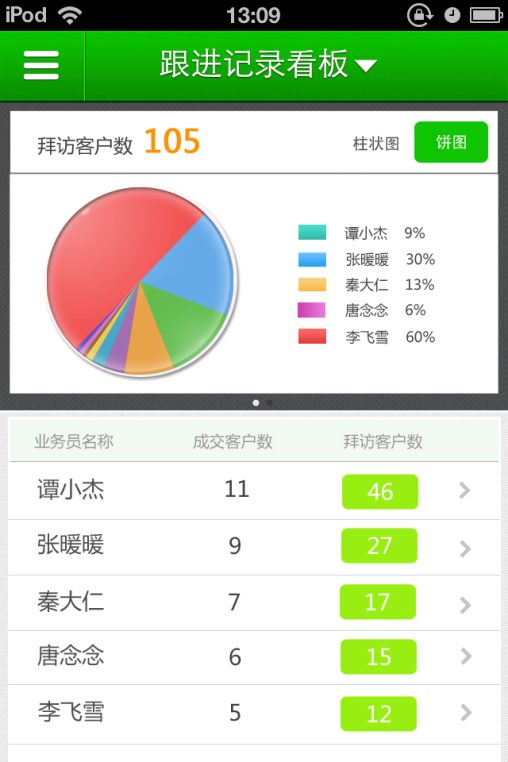 iPod 13:09
跟进记录看板
拜访客户数 105 柱状图 饼图
谭小杰 9%
张暖暖 30%
秦大仁 13%
唐念念 6%
李飞雪 60%
业务员名称 成交客户数 拜访客户数
谭小杰 11 46
张暖暖 9 27
秦大仁 7 17
唐念念 6 15
李飞雪 5 12